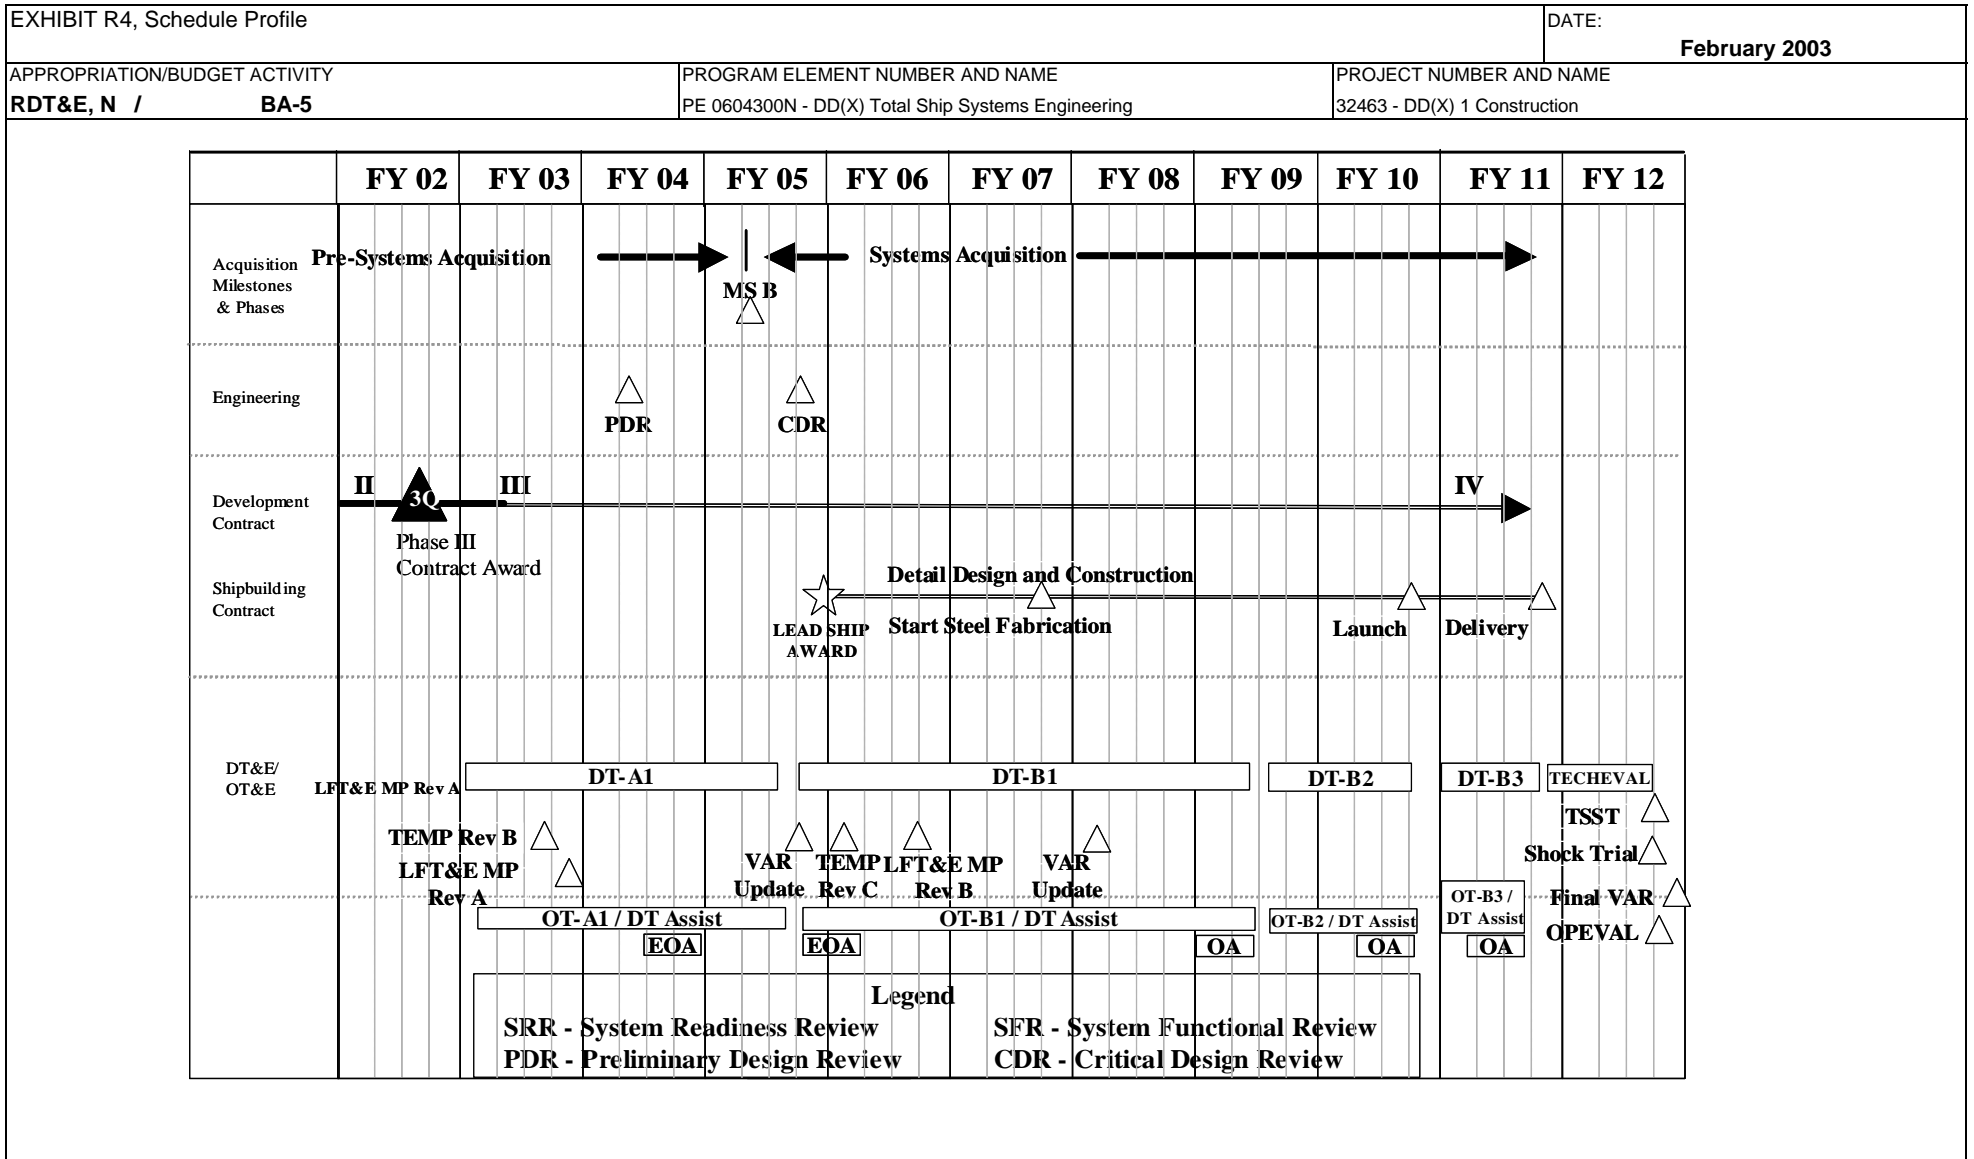 EXHIBIT R4, Schedule Profile
DATE:
February 2003
APPROPRIATION/BUDGET ACTIVITY
PROGRAM ELEMENT NUMBER AND NAME
PROJECT NUMBER AND NAME
RDT&E, N / BA-5
PE 0604300N - DD(X) Total Ship Systems Engineering
32463 - DD(X) 1 Construction
FY 02 FY 03 FY 04 FY 05 FY 06 FY 07 FY 08 FY 09 FY 10 FY 11 FY 12
Acquisition
Milestones
& Phases
Pre-Systems Acquisition
Systems Acquisition
MS B
Engineering
PDR
CDR
Development
Contract
II
3Q
III
IV
Phase III
Contract Award
Shipbuilding
Contract
Detail Design and Construction
LEAD SHIP
AWARD
Start Steel Fabrication
Launch
Delivery
DT&E/
OT&E
LFT&E MP Rev A
DT-A1
DT-B1
DT-B2
DT-B3
TECHEVAL
TSST
TEMP Rev B
LFT&E MP
Rev A
VAR
Update
TEMP
Rev C
LFT&E MP
Rev B
VAR
Update
Shock Trial
Final VAR
OPEVAL
OT-A1 / DT Assist
OT-B1 / DT Assist
OT-B2 / DT Assist
OT-B3 /
DT Assist
EOA
EOA
OA
OA
OA
Legend
SRR - System Readiness Review
SFR - System Functional Review
PDR - Preliminary Design Review
CDR - Critical Design Review